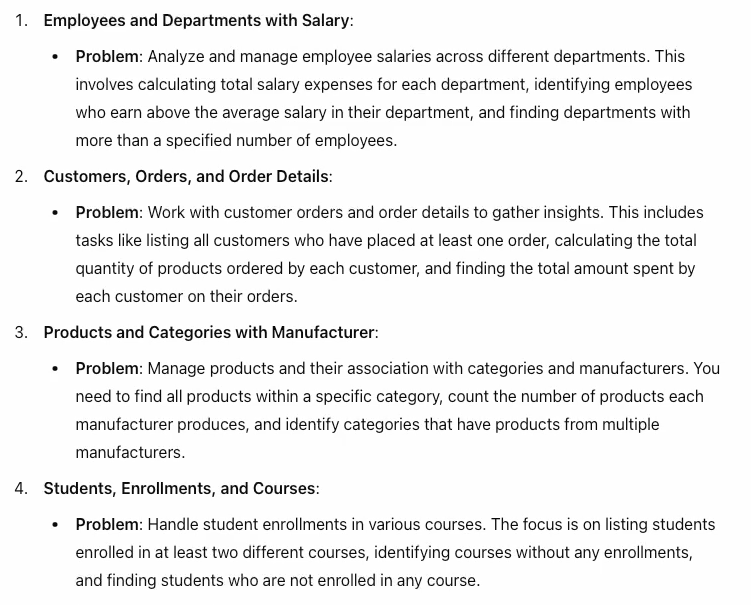 1. Employees and Departments with Salary:
• Problem: Analyze and manage employee salaries across different departments. This
involves calculating total salary expenses for each department, identifying employees
who earn above the average salary in their department, and finding departments with
more than a specified number of employees.
2. Customers, Orders, and Order Details:
• Problem: Work with customer orders and order details to gather insights. This includes
tasks like listing all customers who have placed at least one order, calculating the total
quantity of products ordered by each customer, and finding the total amount spent by
each customer on their orders.
3. Products and Categories with Manufacturer:
• Problem: Manage products and their association with categories and manufacturers. You
need to find all products within a specific category, count the number of products each
manufacturer produces, and identify categories that have products from multiple
manufacturers.
4. Students, Enrollments, and Courses:
• Problem: Handle student enrollments in various courses. The focus is on listing students
enrolled in at least two different courses, identifying courses without any enrollments,
and finding students who are not enrolled in any course.